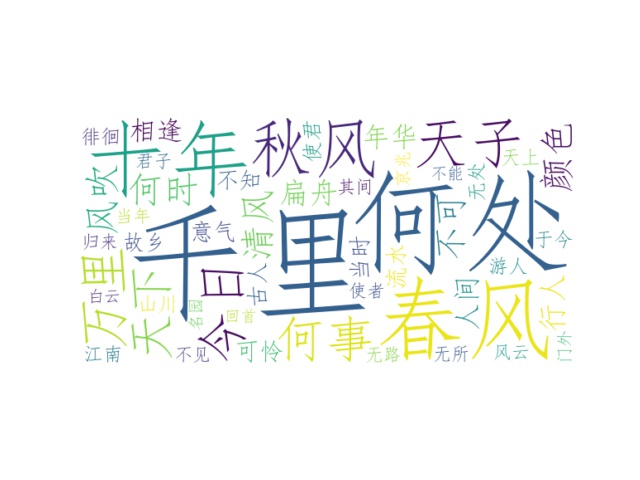 徘徊
相逢
十年
秋风
使君
年华
京兆
天子
天上
颜色
君子
何时
不知
扁舟
其间
不能
无处
风吹
当年
千里
何处
清风
意气
不可
归来
故乡
古人
当时
流水
于今
游人
万里
天下
今日
白云
山川
名园
回首
使者
人间
春风
行人
何事
江南
不见
可怜
无路
无所
风云
门外